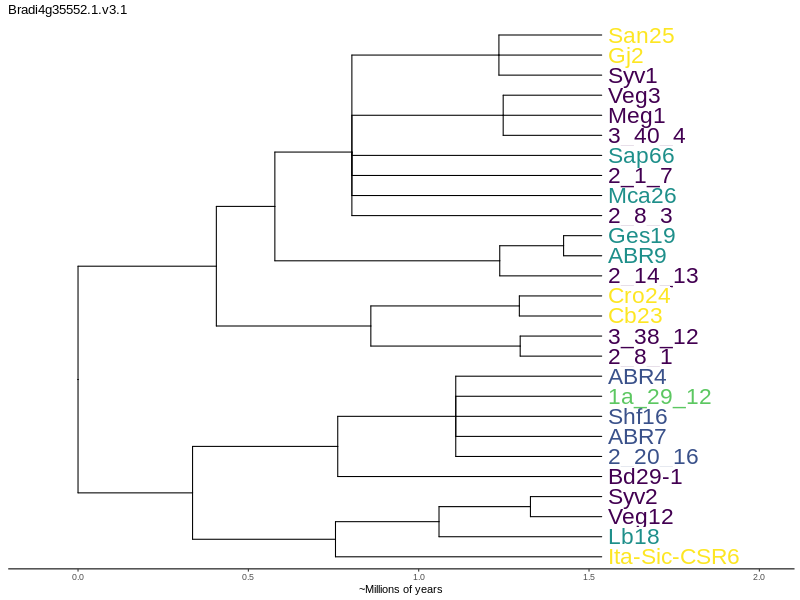 Bradi4g35552.1.v3.1
San25
Gj2
Syv1
Veg3
Meg1
3_40_4
Sap66
2_1_7
Mca26
2_8_3
Ges19
ABR9
2_14_13
Cro24
Cb23
3_38_12
2_8_1
ABR4
1a_29_12
Shf16
ABR7
2_20_16
Bd29-1
Syv2
Veg12
Lb18
Ita-Sic-CSR6
0.0 0.5 1.0 1.5 2.0
~Millions of years